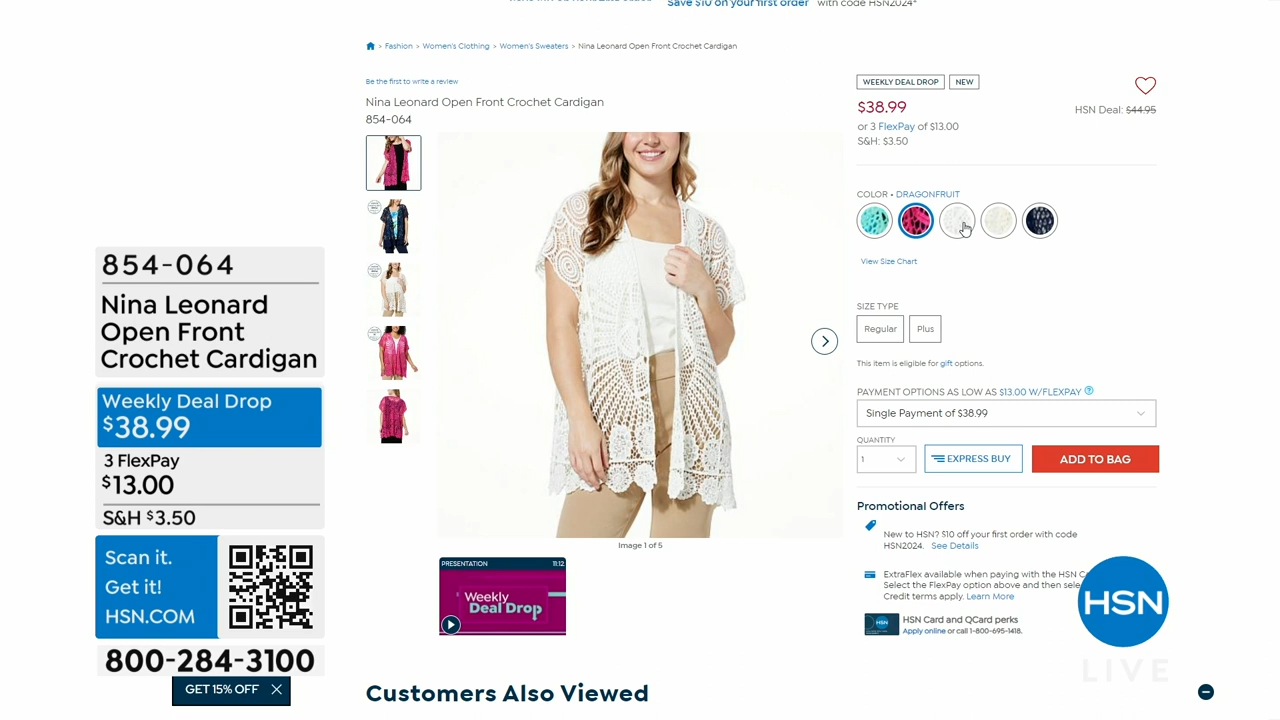 Save $10 on your first order with code HSN2024*
> Fashion > Women's Clothing > Women's Sweaters > Nina Leonard Open Front Crochet Cardigan
Be the first to write a review
Nina Leonard Open Front Crochet Cardigan
854-064
WEEKLY DEAL DROP
NEW
$38.99
HSN Deal: $44.95
or 3 FlexPay of $13.00
S&H: $3.50
COLOR • DRAGONFRUIT
View Size Chart
SIZE TYPE
Regular
Plus
This item is eligible for gift options.
PAYMENT OPTIONS AS LOW AS $13.00 W/FLEXPAY ?
Single Payment of $38.99
QUANTITY
1
EXPRESS BUY
ADD TO BAG
Promotional Offers
New to HSN? $10 off your first order with code
HSN2024. See Details
ExtraFlex available when paying with the HSN
Select the FlexPay option above and then
Credit terms apply. Learn More
HSN
HSN Card and QCard perks
Apply online or call 1-800-695-1418.
Image 1 of 5
PRESENTATION 11:12
Weekly
Deal Drop
854-064
Nina Leonard
Open Front
Crochet Cardigan
Weekly Deal Drop
$38.99
3 FlexPay
$13.00
S&H $3.50
Scan it.
Get it!
HSN.COM
800-284-3100
GET 15% OFF
HSN
LIVE
Customers Also Viewed